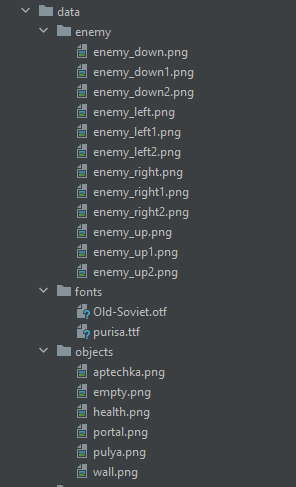 data
enemy
enemy_down.png
enemy_down1.png
enemy_down2.png
enemy_left.png
enemy_left1.png
enemy_left2.png
enemy_right.png
enemy_right1.png
enemy_right2.png
enemy_up.png
enemy_up1.png
enemy_up2.png
fonts
Old-Soviet.otf
purisa.ttf
objects
aptechka.png
empty.png
health.png
portal.png
pulya.png
wall.png